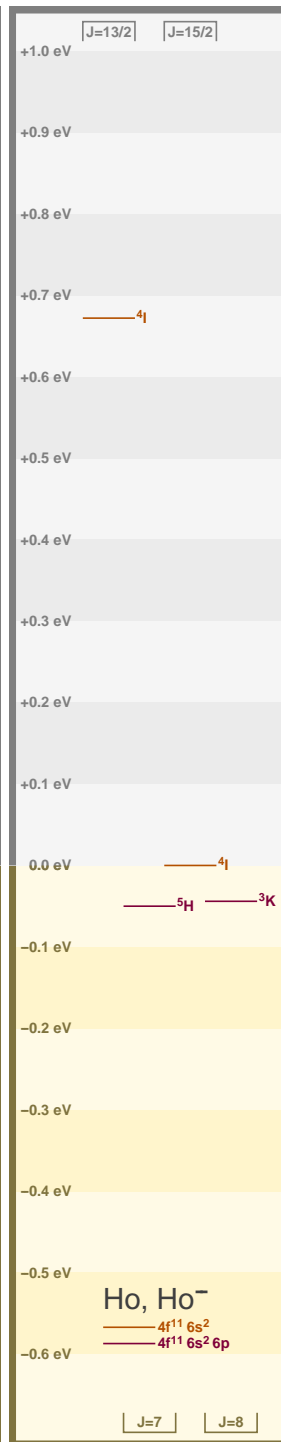 J=13/2 J=15/2
+1.0 eV
+0.9 eV
+0.8 eV
+0.7 eV
⁴I
+0.6 eV
+0.5 eV
+0.4 eV
+0.3 eV
+0.2 eV
+0.1 eV
0.0 eV ⁴I
⁵H ³K
−0.1 eV
−0.2 eV
−0.3 eV
−0.4 eV
−0.5 eV
Ho, Ho⁻
4f¹¹ 6s²
4f¹¹ 6s² 6p
−0.6 eV
J=7 J=8